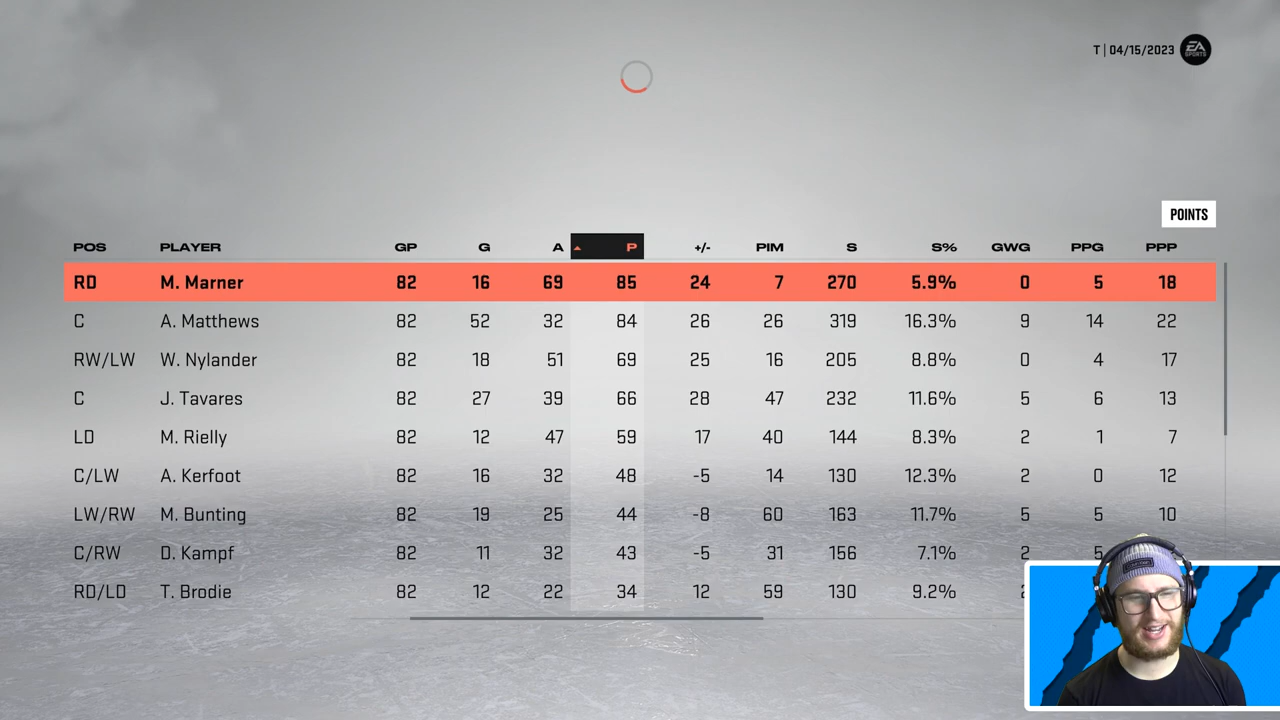 T | 04/15/2023 EA SPORTS
POINTS
POS PLAYER GP G A P +/- PIM S S% GWG PPG PPP
RD M. Marner 82 16 69 85 24 7 270 5.9% 0 5 18
C A. Matthews 82 52 32 84 26 26 319 16.3% 9 14 22
RW/LW W. Nylander 82 18 51 69 25 16 205 8.8% 0 4 17
C J. Tavares 82 27 39 66 28 47 232 11.6% 5 6 13
LD M. Rielly 82 12 47 59 17 40 144 8.3% 2 1 7
C/LW A. Kerfoot 82 16 32 48 -5 14 130 12.3% 2 0 12
LW/RW M. Bunting 82 19 25 44 -8 60 163 11.7% 5 5 10
C/RW D. Kampf 82 11 32 43 -5 31 156 7.1% 2 5
RD/LD T. Brodie 82 12 22 34 12 59 130 9.2%